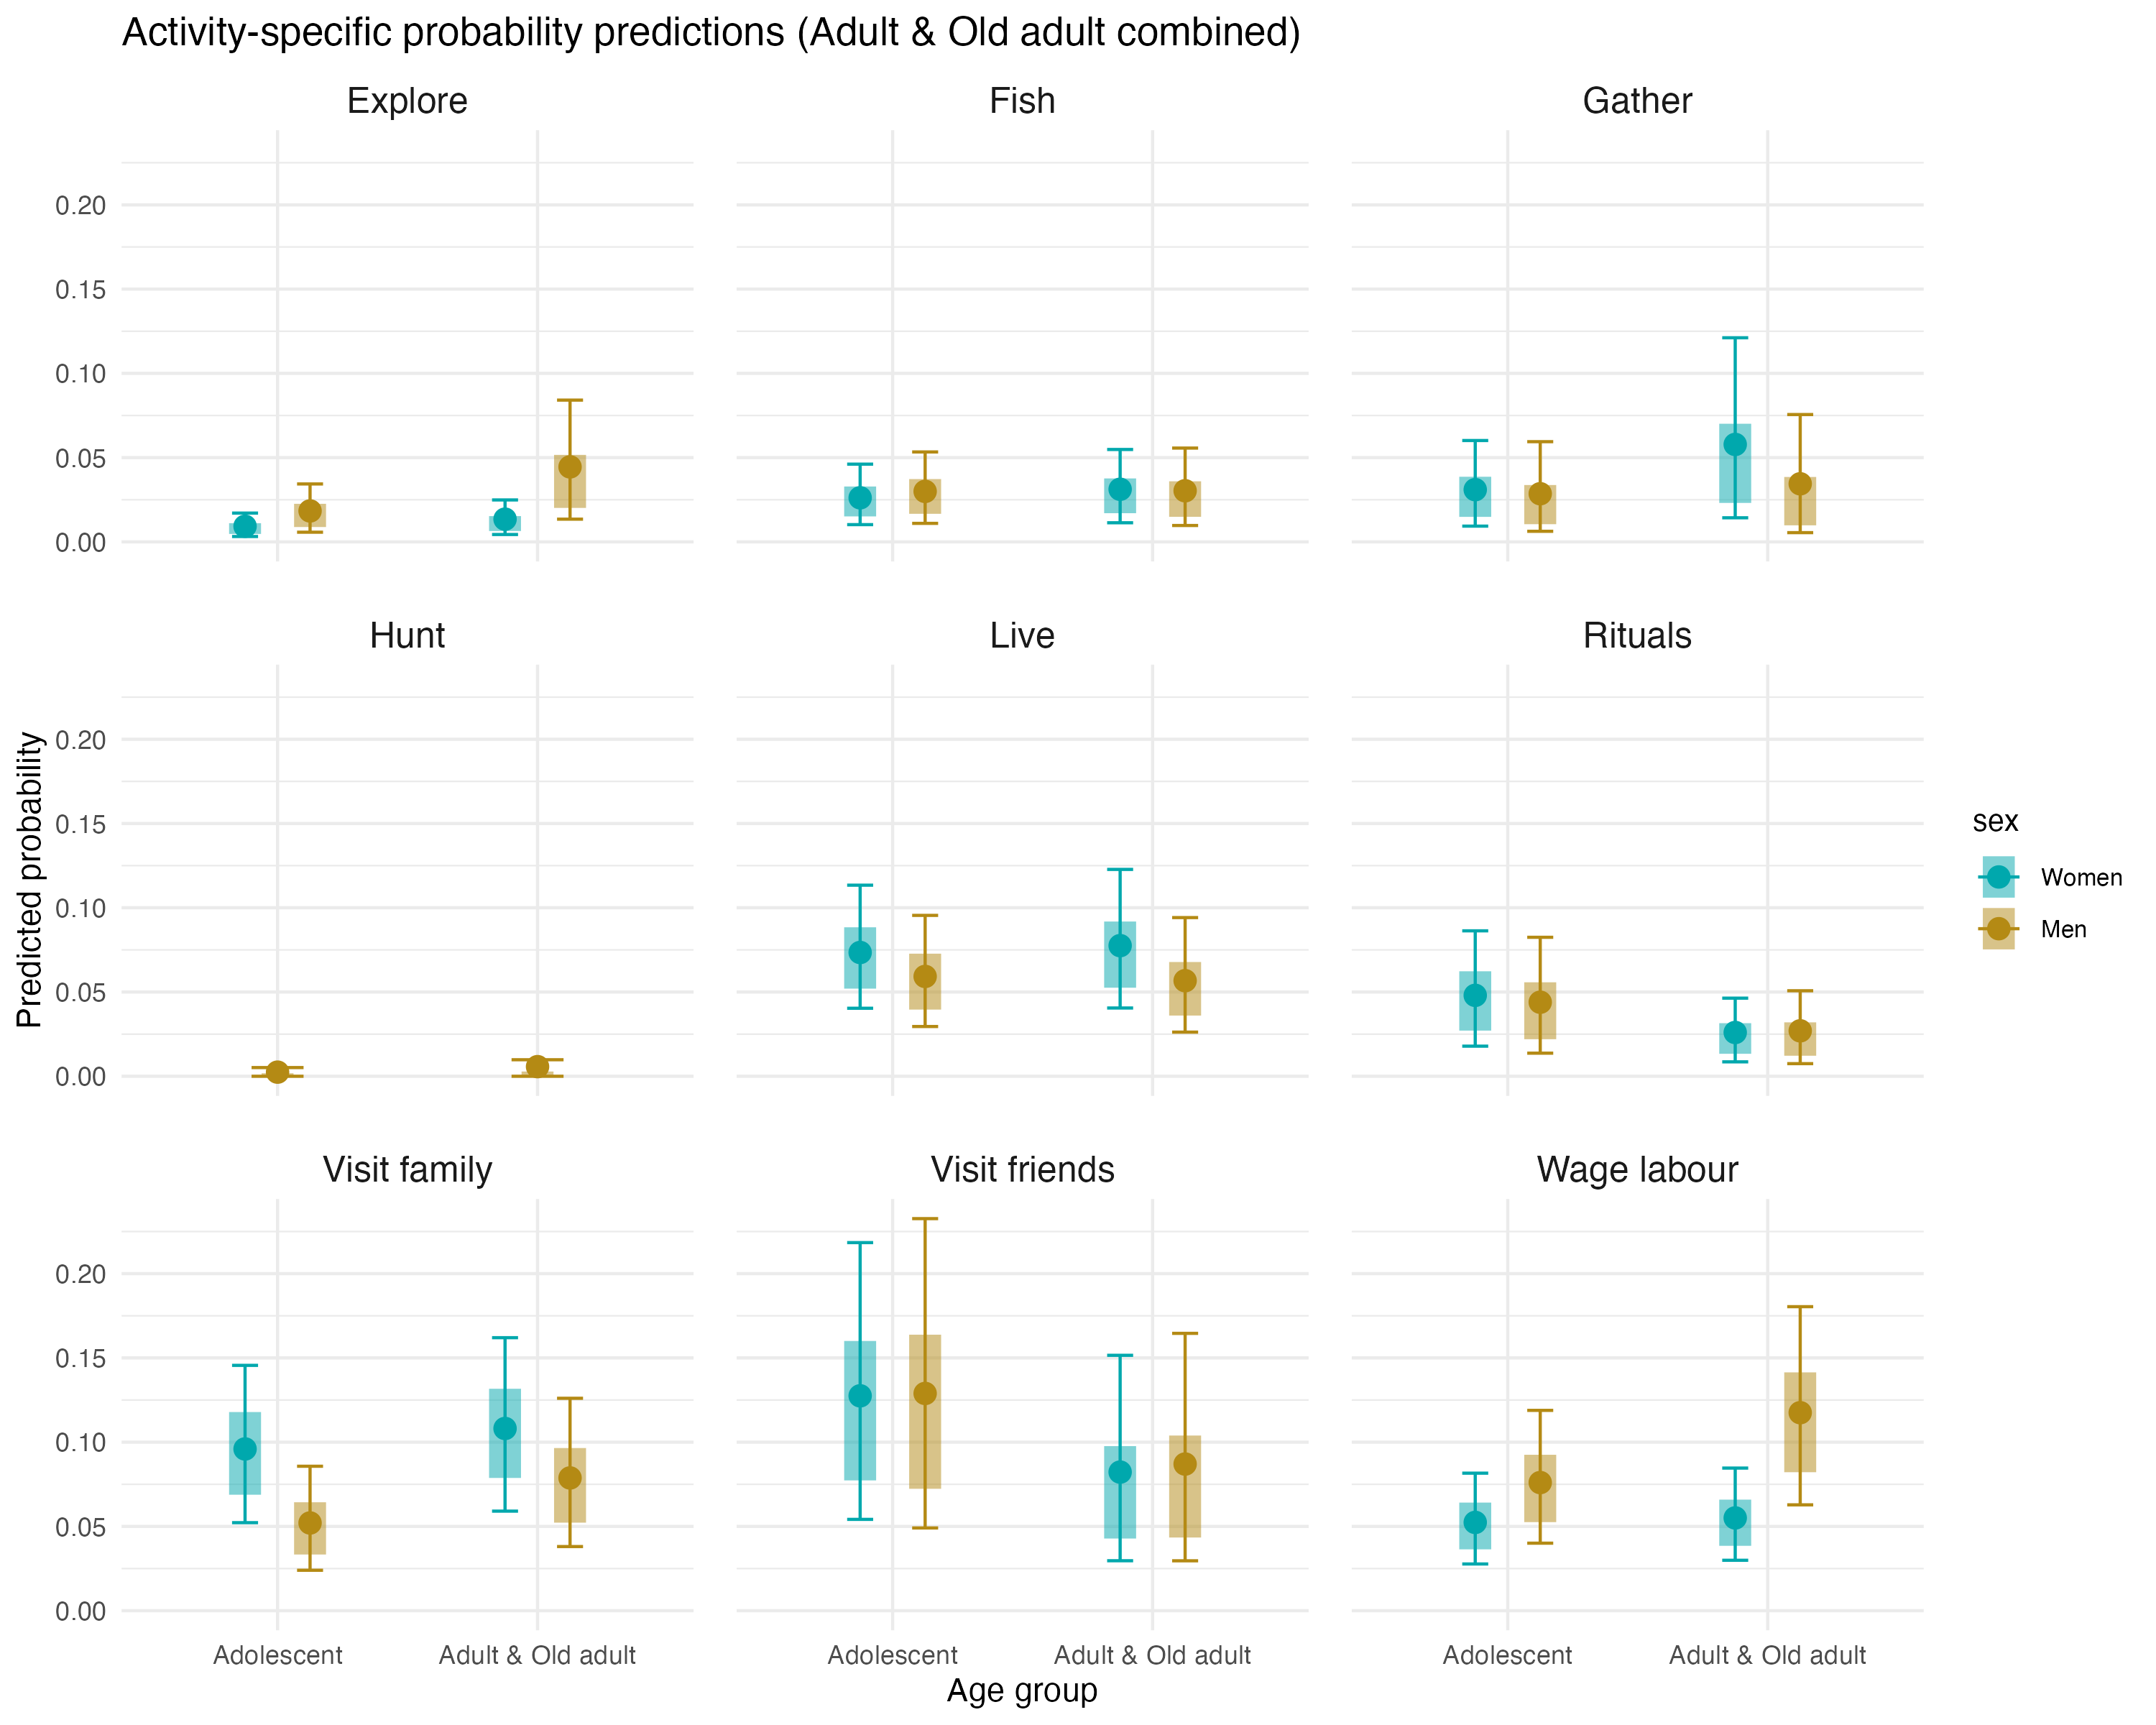 Activity-specific probability predictions (Adult & Old adult combined)
Explore
Fish
Gather
0.20
0.15
0.10
0.05
0.00
Hunt
Live
Rituals
0.20
0.15
0.10
0.05
0.00
Visit family
Visit friends
Wage labour
0.20
0.15
0.10
0.05
0.00
Adolescent
Adult & Old adult
Adolescent
Adult & Old adult
Adolescent
Adult & Old adult
Age group
Predicted probability
sex
Women
Men